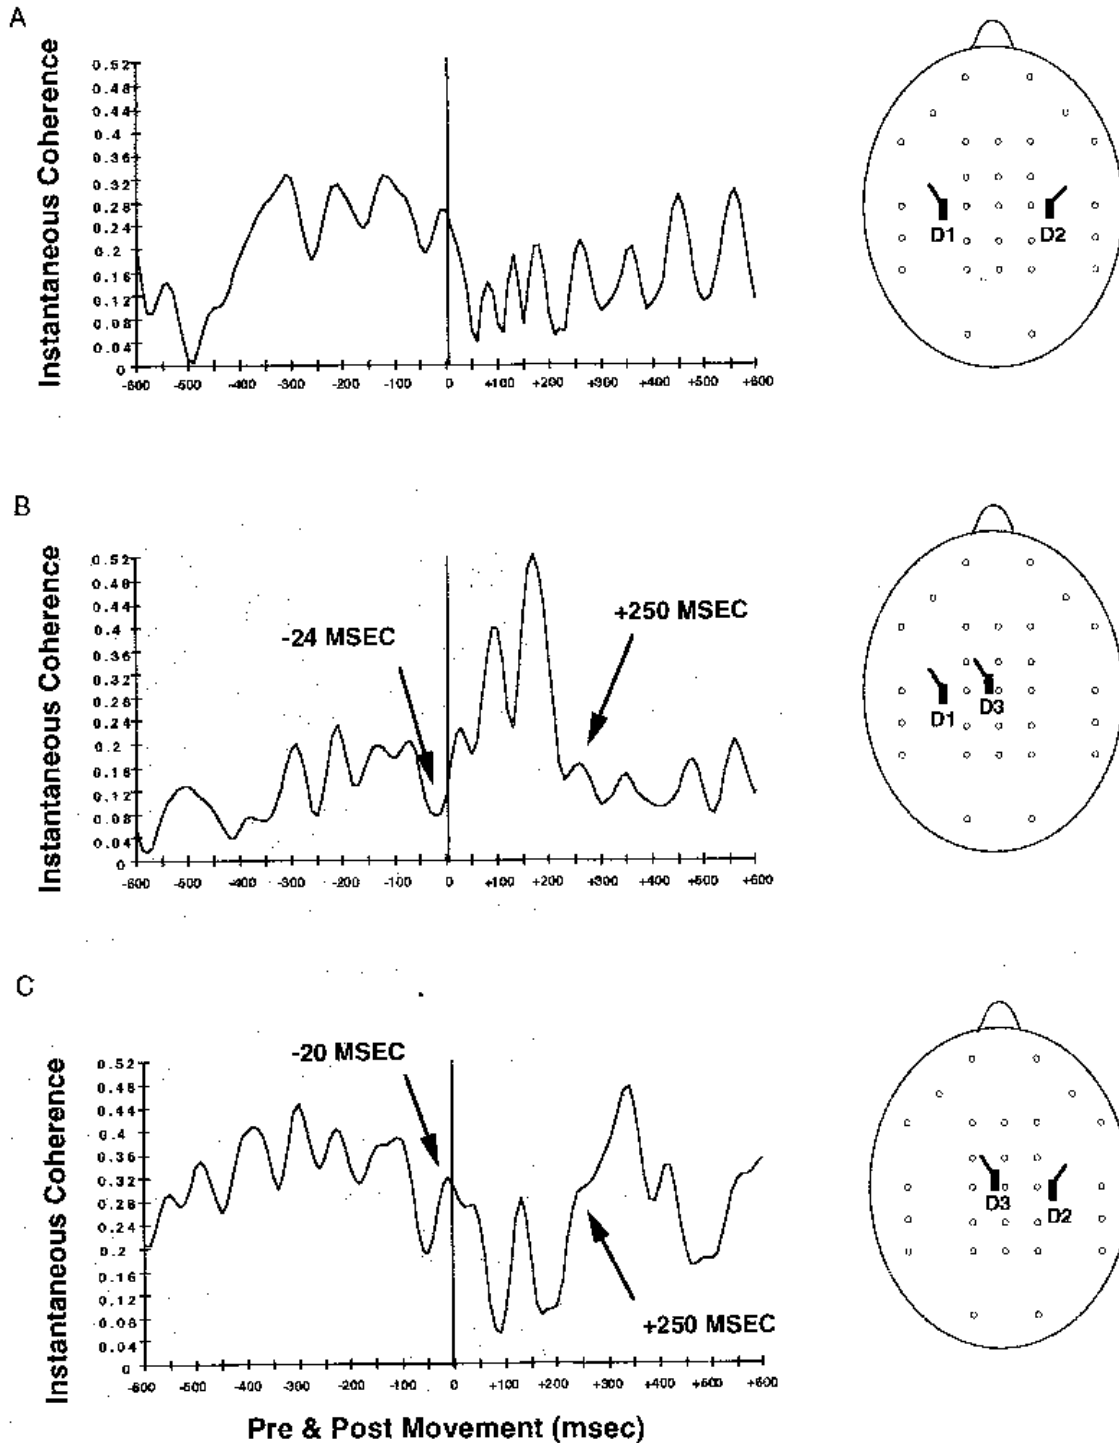 A
Instantaneous Coherence
0.52
0.48
0.44
0.4
0.36
0.32
0.28
0.24
0.2
0.16
0.12
0.08
0.04
0
-600 -500 -400 -300 -200 -100 0 +100 +200 +300 +400 +500 +600
D1 D2
B
Instantaneous Coherence
0.52
0.48
0.44
0.4
0.36
0.32
0.28
0.24
0.2
0.16
0.12
0.08
0.04
0
-24 MSEC
+250 MSEC
-600 -500 -400 -300 -200 -100 0 +100 +200 +300 +400 +500 +600
D1 D3
C
Instantaneous Coherence
0.52
0.48
0.44
0.4
0.36
0.32
0.28
0.24
0.2
0.16
0.12
0.08
0.04
0
-20 MSEC
+250 MSEC
-600 -500 -400 -300 -200 -100 0 +100 +200 +300 +400 +500 +600
D3 D2
Pre & Post Movement (msec)